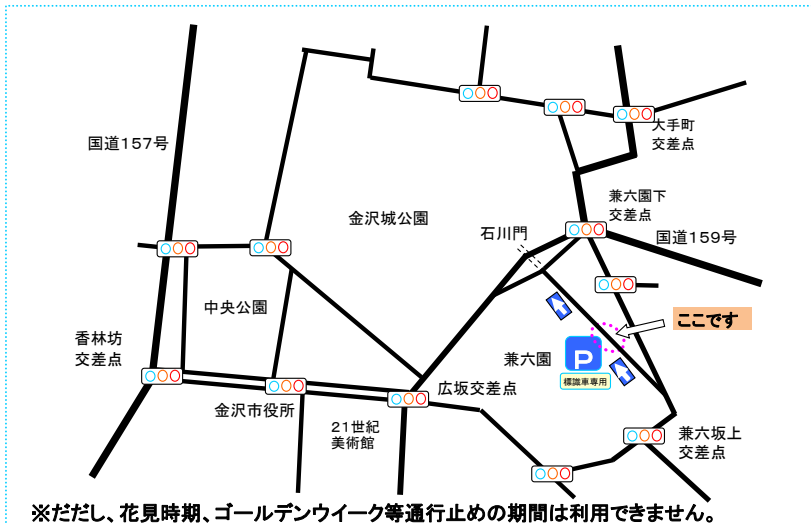 大手町
交差点
国道157号
兼六園下
交差点
金沢城公園
石川門
国道159号
中央公園
ここです
香林坊
交差点
兼六園
P
標識車専用
広坂交差点
金沢市役所
21世紀
美術館
兼六坂上
交差点
※だだし、花見時期、ゴールデンウイーク等通行止めの期間は利用できません。